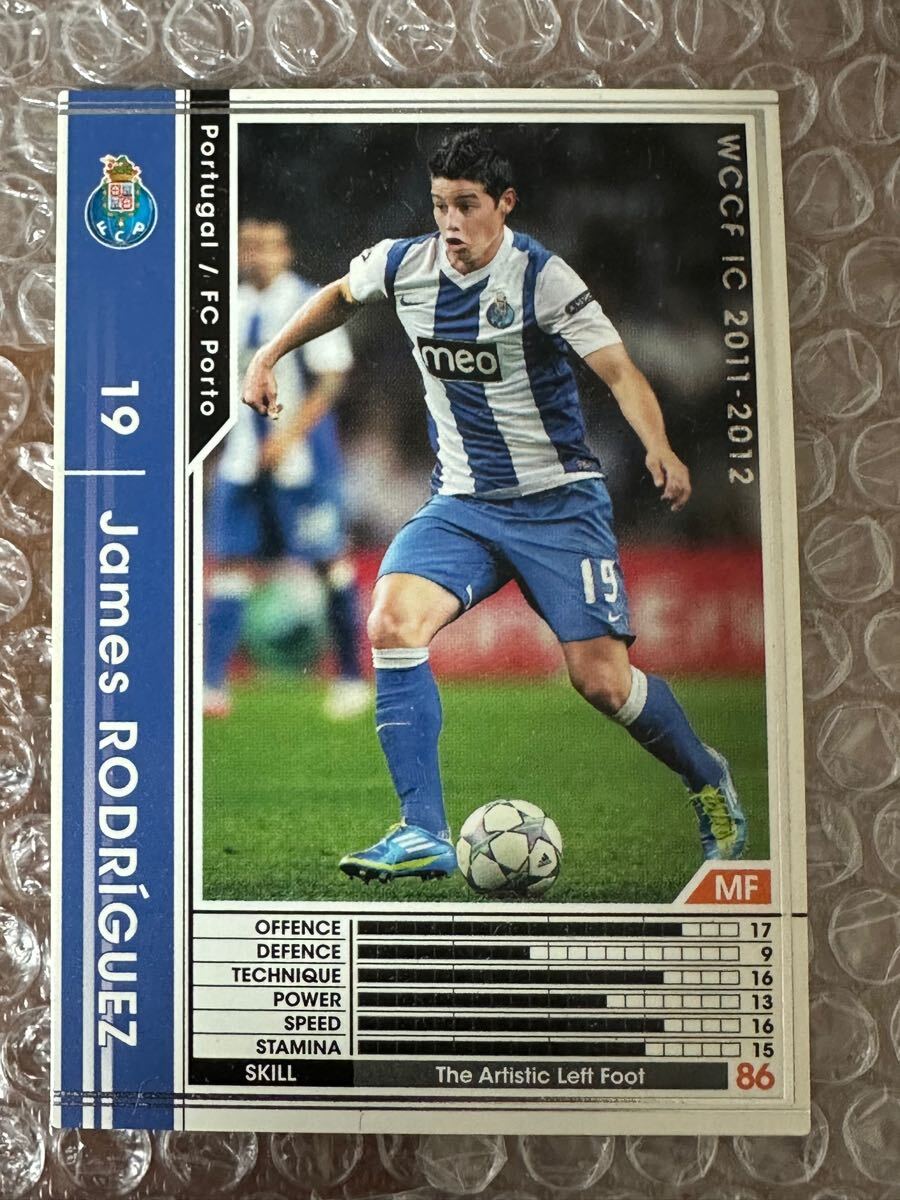 FCP
19 James RODRÍGUEZ
Portugal / FC Porto
WCCF IC 2011-2012
meo
19
MF
OFFENCE 17
DEFENCE 9
TECHNIQUE 16
POWER 13
SPEED 16
STAMINA 15
SKILL The Artistic Left Foot 86